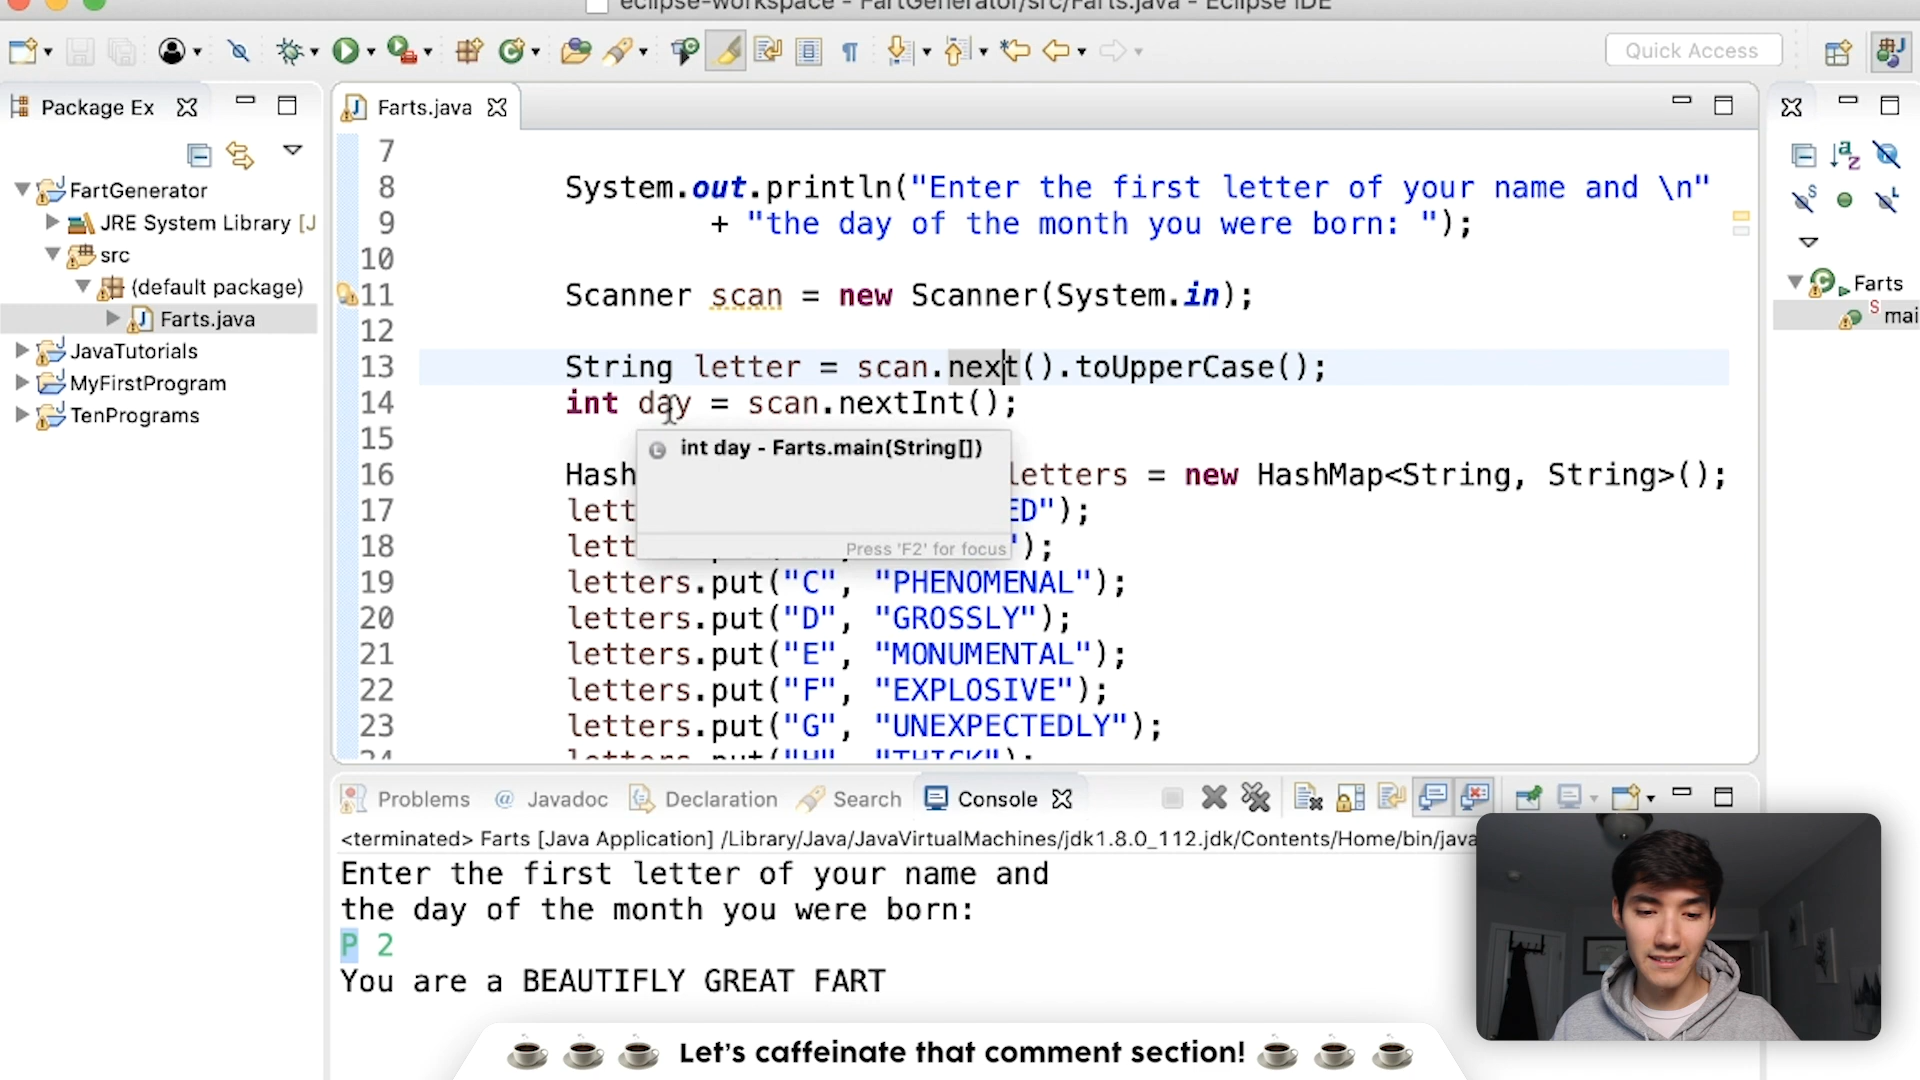 eclipse-workspace - FartGenerator/src/Farts.java - Eclipse IDE
Quick Access
Package Ex
Farts.java
FartGenerator
JRE System Library [J
src
(default package)
Farts.java
JavaTutorials
MyFirstProgram
TenPrograms
7
8 System.out.println("Enter the first letter of your name and \n"
9 + "the day of the month you were born: ");
10
11 Scanner scan = new Scanner(System.in);
12
13 String letter = scan.next().toUpperCase();
14 int day = scan.nextInt();
15
int day - Farts.main(String[])
Press 'F2' for focus
16 Hash letters = new HashMap<String, String>();
17 lett ED");
18 lett ");
19 letters.put("C", "PHENOMENAL");
20 letters.put("D", "GROSSLY");
21 letters.put("E", "MONUMENTAL");
22 letters.put("F", "EXPLOSIVE");
23 letters.put("G", "UNEXPECTEDLY");
24 letters.put("H", "THICK");
Farts
mai
Problems @ Javadoc Declaration Search Console
<terminated> Farts [Java Application] /Library/Java/JavaVirtualMachines/jdk1.8.0_112.jdk/Contents/Home/bin/java
Enter the first letter of your name and
the day of the month you were born:
P 2
You are a BEAUTIFLY GREAT FART
Let's caffeinate that comment section!